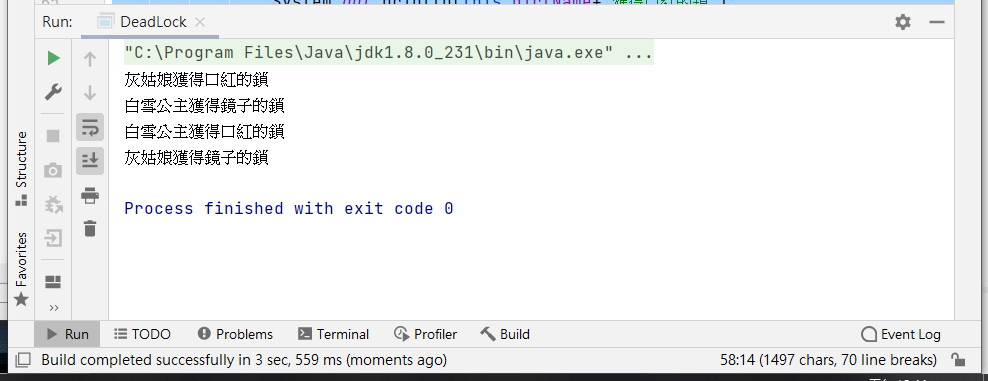 Run: DeadLock
"C:\Program Files\Java\jdk1.8.0_231\bin\java.exe" ...
灰姑娘獲得口紅的鎖
白雪公主獲得鏡子的鎖
白雪公主獲得口紅的鎖
灰姑娘獲得鏡子的鎖
Process finished with exit code 0
Structure
Favorites
Run TODO Problems Terminal Profiler Build Event Log
Build completed successfully in 3 sec, 559 ms (moments ago) 58:14 (1497 chars, 70 line breaks)